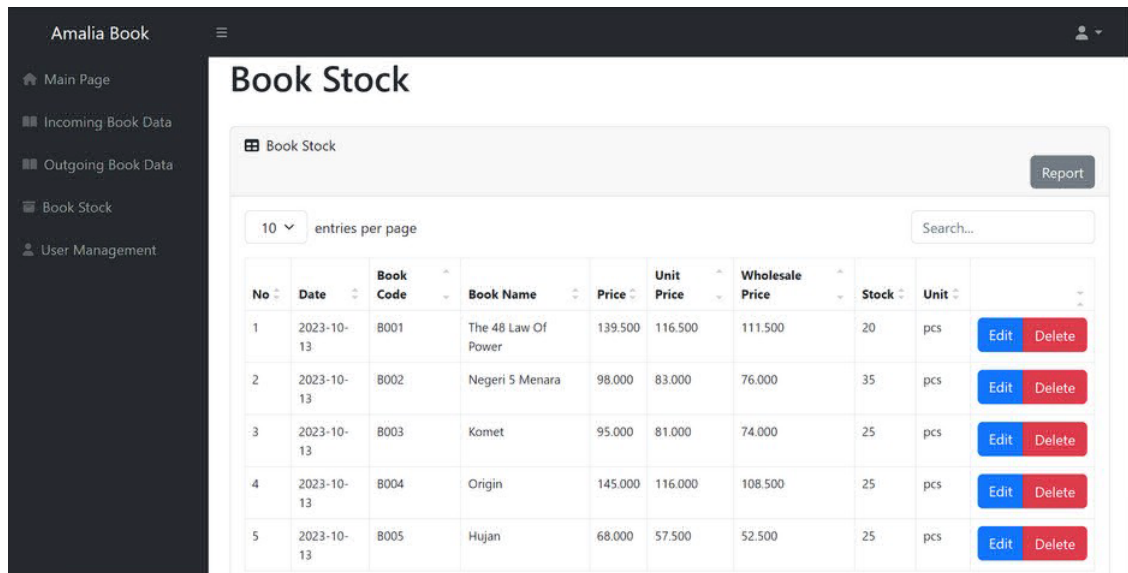 Amalia Book
Main Page
Incoming Book Data
Outgoing Book Data
Book Stock
User Management
Book Stock
Book Stock
Report
10 entries per page Search...
No Date Book Code Book Name Price Unit Price Wholesale Price Stock Unit
1 2023-10-13 B001 The 48 Law Of Power 139.500 116.500 111.500 20 pcs Edit Delete
2 2023-10-13 B002 Negeri 5 Menara 98.000 83.000 76.000 35 pcs Edit Delete
3 2023-10-13 B003 Komet 95.000 81.000 74.000 25 pcs Edit Delete
4 2023-10-13 B004 Origin 145.000 116.000 108.500 25 pcs Edit Delete
5 2023-10-13 B005 Hujan 68.000 57.500 52.500 25 pcs Edit Delete